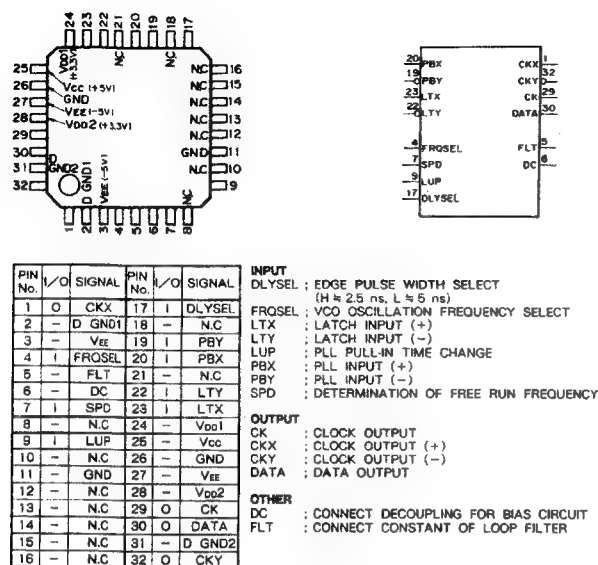 24 23 22 21 20 19 18 17
VDD1 (+3.3V)
NC
NC
N.C
25
26
27
28
29
30
31
32
VCC (+5V)
GND
VEE (-5V)
VDD2 (+3.3V)
D GND2
NC 16
NC 15
N.C 14
N.C 13
N.C 12
GND 11
N.C 10
9
D GND1
VEE (-5V)
NC
1 2 3 4 5 6 7 8
20 PBX
19 PBY
23 LTX
22 LTY
4 FRQSEL
7 SPD
9 LUP
17 DLYSEL
CKX 1
CKY 32
CK 29
DATA 30
FLT 5
DC 6
PIN No. I/O SIGNAL PIN No. I/O SIGNAL
1 O CKX 17 I DLYSEL
2 – D GND1 18 – N.C
3 – VEE 19 I PBY
4 I FRQSEL 20 I PBX
5 – FLT 21 – N.C
6 – DC 22 I LTY
7 I SPD 23 I LTX
8 – N.C 24 – VDD1
9 I LUP 25 – VCC
10 – N.C 26 – GND
11 – GND 27 – VEE
12 – N.C 28 – VDD2
13 – N.C 29 O CK
14 – N.C 30 O DATA
15 – N.C 31 – D GND2
16 – N.C 32 O CKY
INPUT
DLYSEL ; EDGE PULSE WIDTH SELECT
(H ≒ 2.5 ns, L ≒ 5 ns)
FRQSEL ; VCO OSCILLATION FREQUENCY SELECT
LTX ; LATCH INPUT (+)
LTY ; LATCH INPUT (−)
LUP ; PLL PULL-IN TIME CHANGE
PBX ; PLL INPUT (+)
PBY ; PLL INPUT (−)
SPD ; DETERMINATION OF FREE RUN FREQUENCY
OUTPUT
CK ; CLOCK OUTPUT
CKX ; CLOCK OUTPUT (+)
CKY ; CLOCK OUTPUT (−)
DATA ; DATA OUTPUT
OTHER
DC ; CONNECT DECOUPLING FOR BIAS CIRCUIT
FLT ; CONNECT CONSTANT OF LOOP FILTER